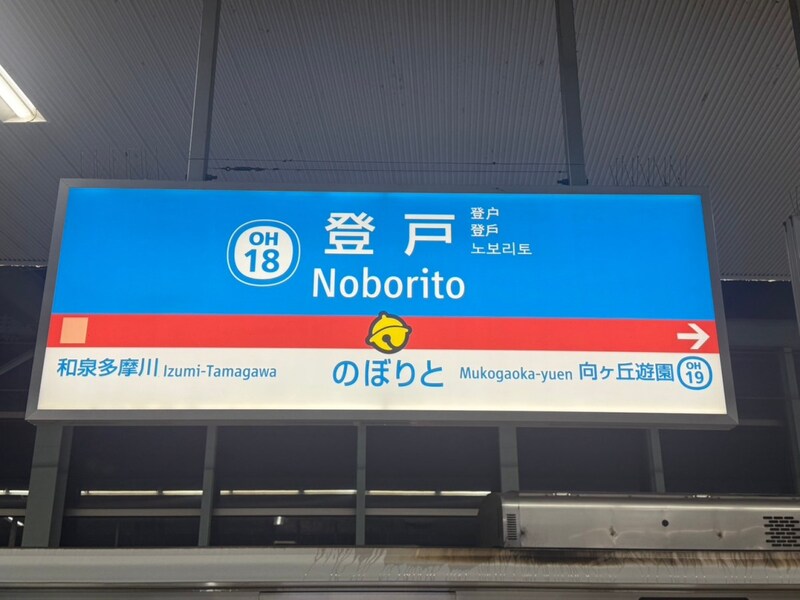 OH
18
登戸
登户
登戶
노보리토
Noborito
和泉多摩川 Izumi-Tamagawa
のぼりと
Mukogaoka-yuen 向ヶ丘遊園
OH
19